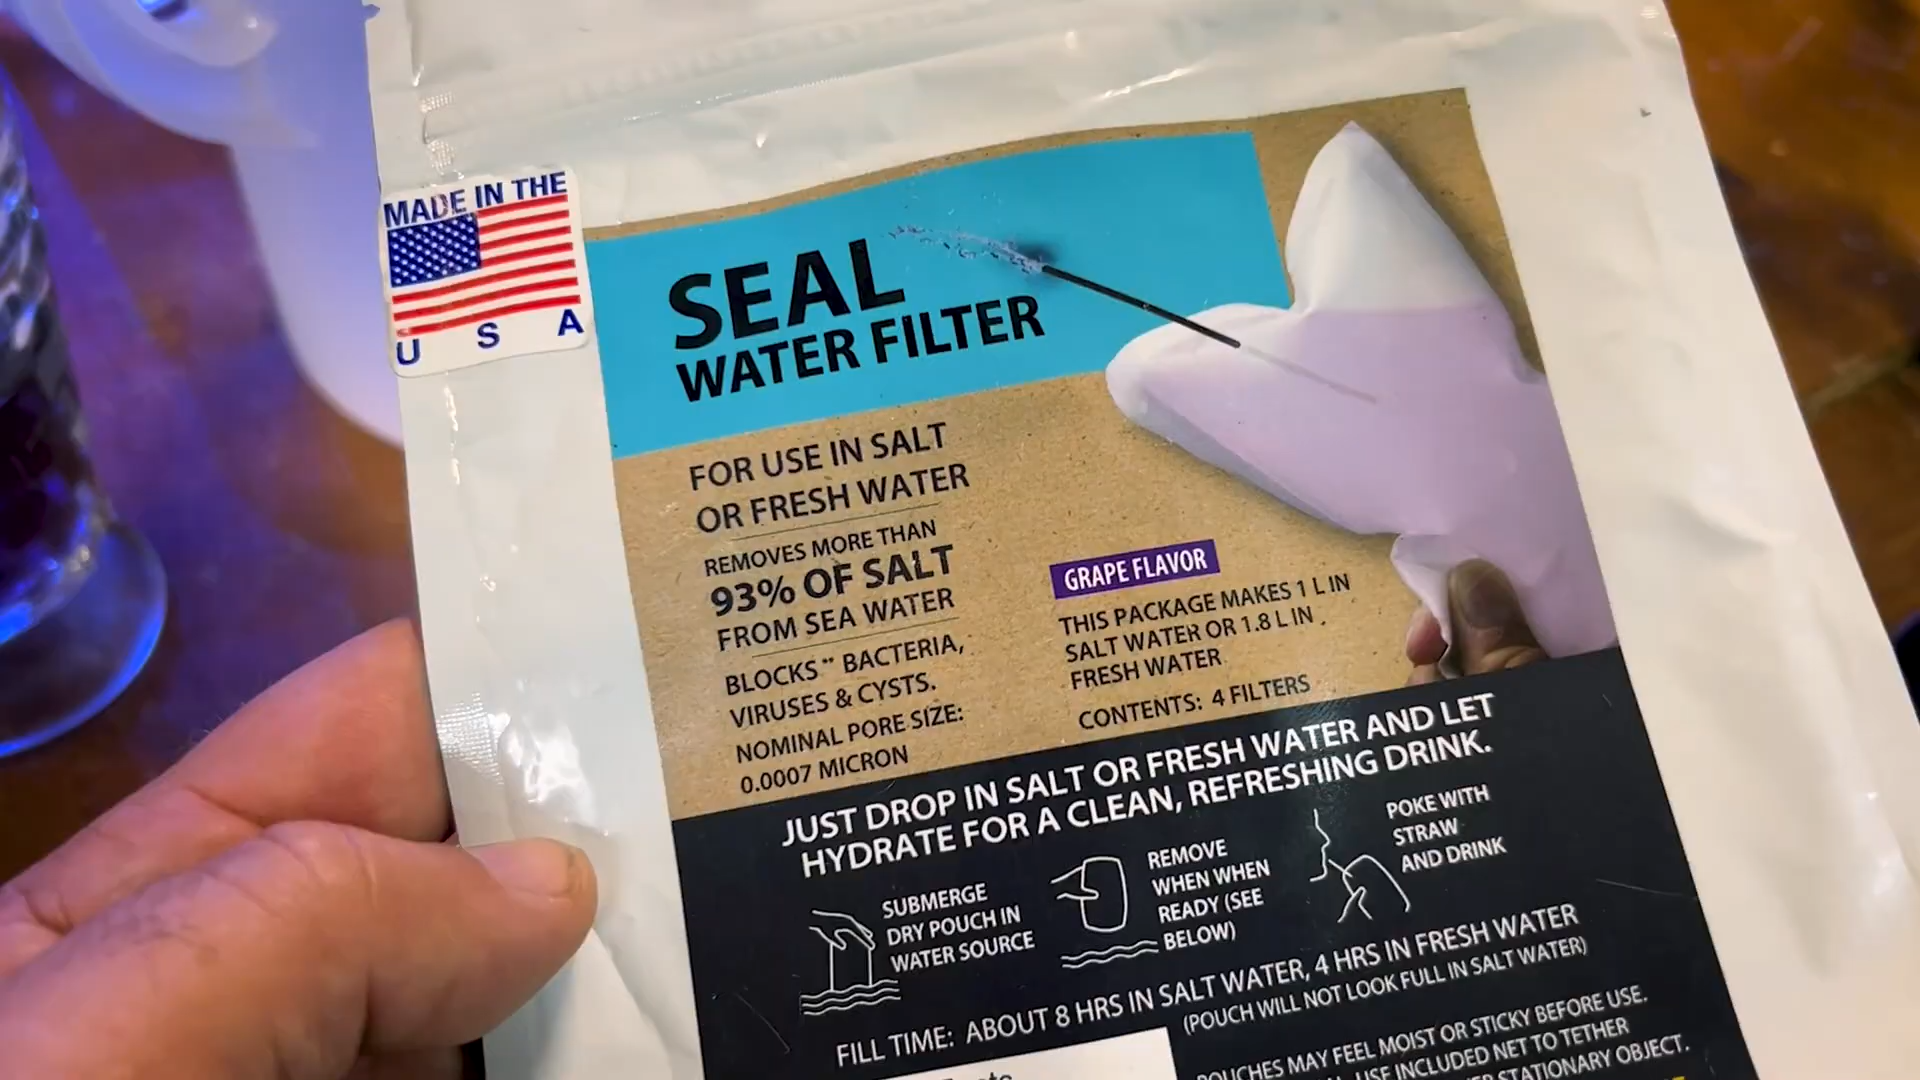 MADE IN THE
U S A
SEAL
WATER FILTER
FOR USE IN SALT
OR FRESH WATER
REMOVES MORE THAN
93% OF SALT
FROM SEA WATER
BLOCKS** BACTERIA,
VIRUSES & CYSTS.
NOMINAL PORE SIZE:
0.0007 MICRON
GRAPE FLAVOR
THIS PACKAGE MAKES 1 L IN
SALT WATER OR 1.8 L IN
FRESH WATER
CONTENTS: 4 FILTERS
JUST DROP IN SALT OR FRESH WATER AND LET
HYDRATE FOR A CLEAN, REFRESHING DRINK.
SUBMERGE
DRY POUCH IN
WATER SOURCE
REMOVE
WHEN WHEN
READY (SEE
BELOW)
POKE WITH
STRAW
AND DRINK
FILL TIME: ABOUT 8 HRS IN SALT WATER, 4 HRS IN FRESH WATER
(POUCH WILL NOT LOOK FULL IN SALT WATER)
POUCHES MAY FEEL MOIST OR STICKY BEFORE USE.
USE INCLUDED NET TO TETHER
STATIONARY OBJECT.